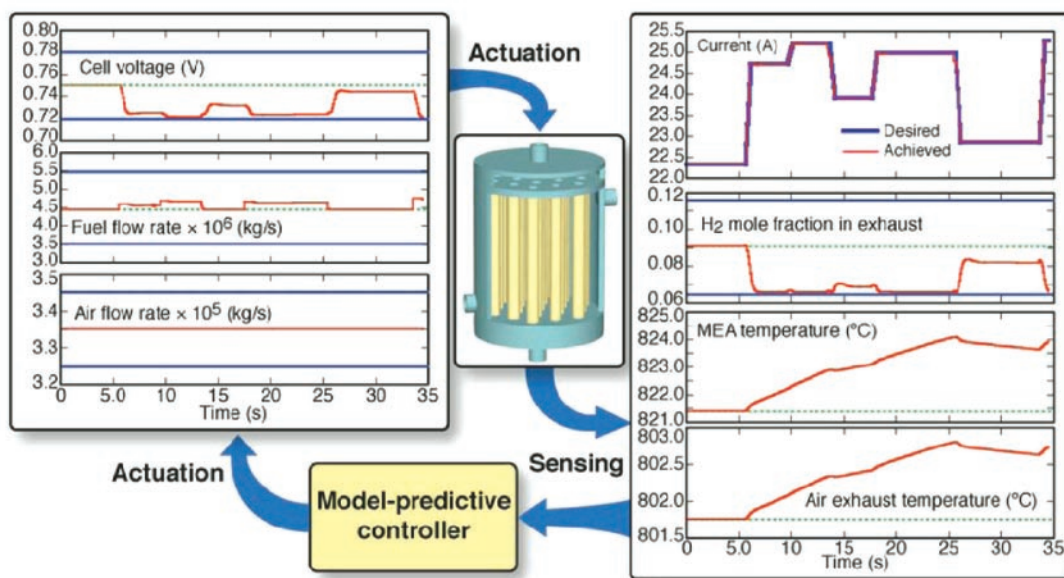 0.80
0.78
0.76
0.74
0.72
0.70
Cell voltage (V)
6.0
5.5
5.0
4.5
4.0
3.5
3.0
Fuel flow rate × 10⁶ (kg/s)
3.5
3.4
3.3
3.2
Air flow rate × 10⁵ (kg/s)
0 5 10 15 20 25 30 35
Time (s)
Actuation
25.5
25.0
24.5
24.0
23.5
23.0
22.5
22.0
Current (A)
Desired
Achieved
0.12
0.10
0.08
0.06
H₂ mole fraction in exhaust
825.0
824.0
823.0
822.0
821.0
MEA temperature (°C)
803.0
802.5
802.0
801.5
Air exhaust temperature (°C)
0 5.0 10 15 20 25 30 35
Time (s)
Sensing
Model-predictive
controller
Actuation